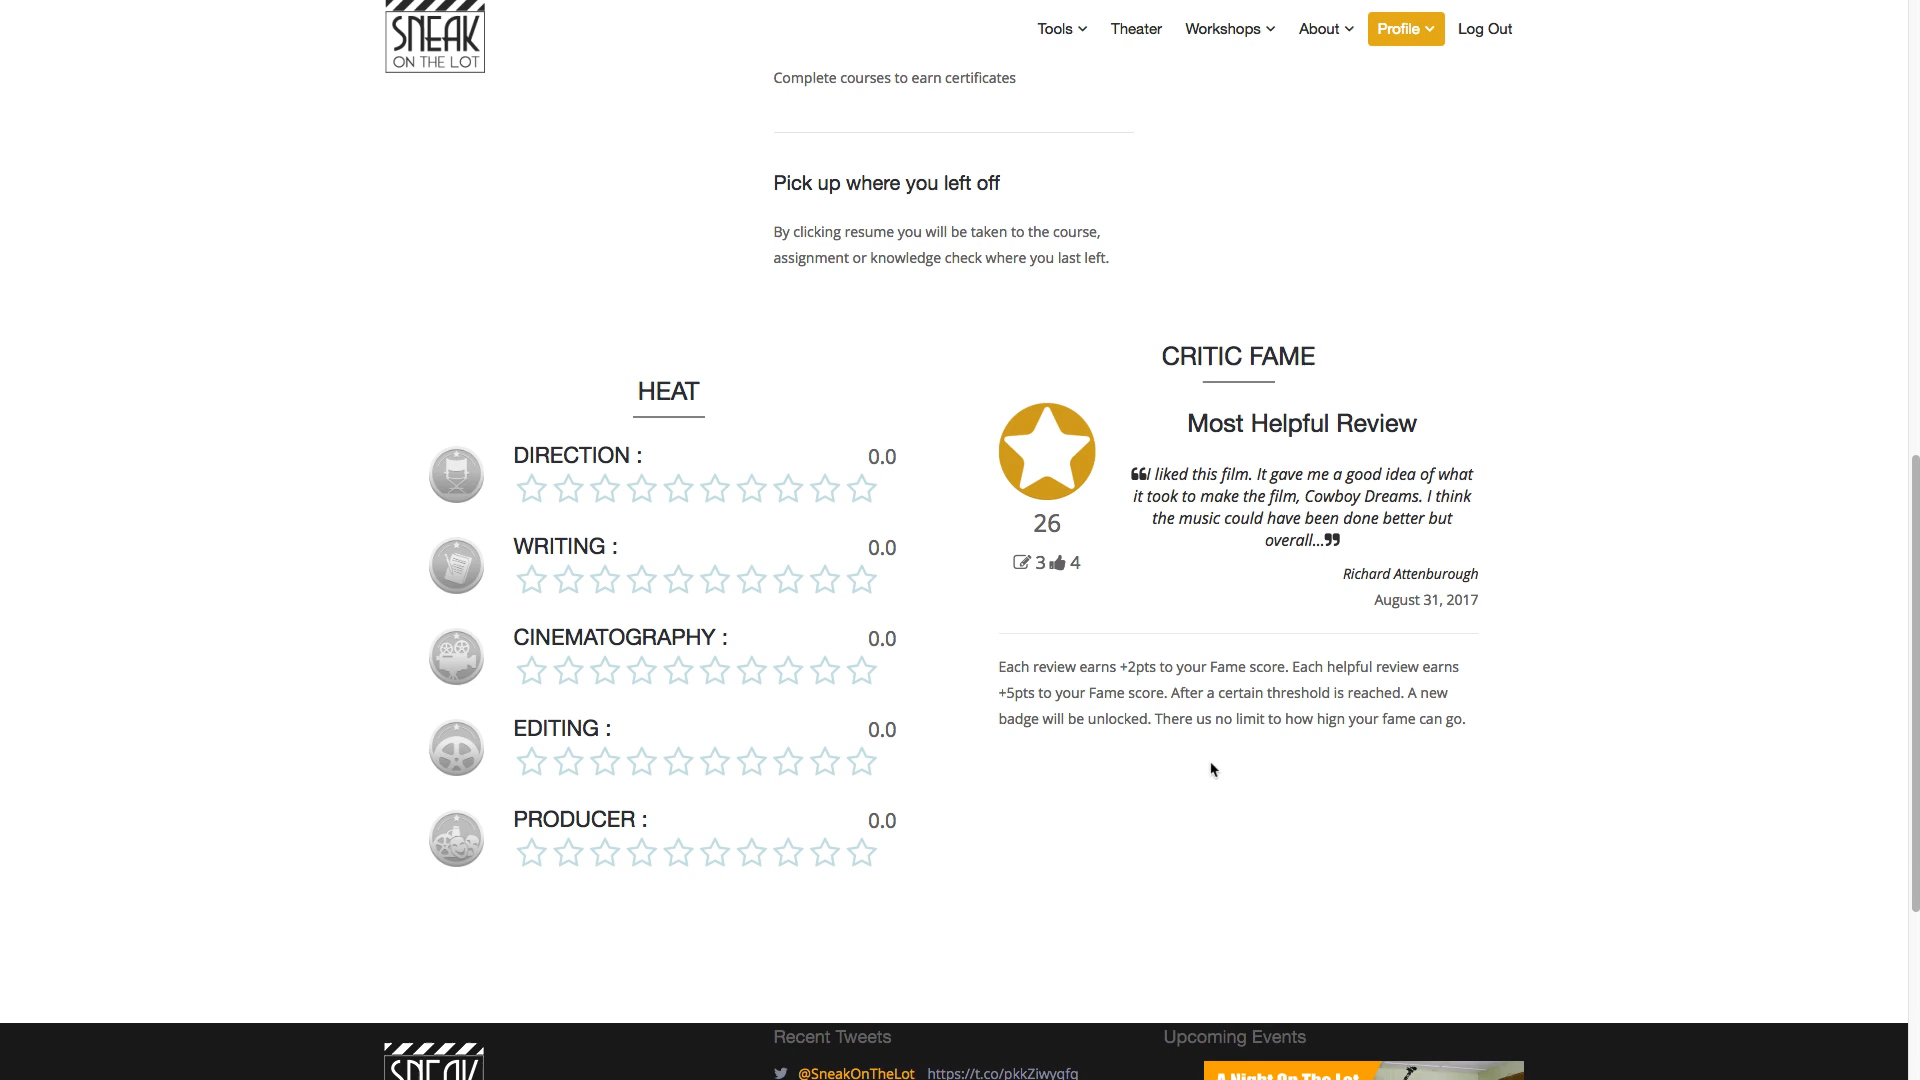 SNEAK
ON THE LOT
Tools
Theater
Workshops
About
Profile
Log Out
Complete courses to earn certificates
Pick up where you left off
By clicking resume you will be taken to the course,
assignment or knowledge check where you last left.
HEAT
DIRECTION :
0.0
WRITING :
0.0
CINEMATOGRAPHY :
0.0
EDITING :
0.0
PRODUCER :
0.0
CRITIC FAME
26
3 4
Most Helpful Review
❝I liked this film. It gave me a good idea of what
it took to make the film, Cowboy Dreams. I think
the music could have been done better but
overall...❞
Richard Attenburough
August 31, 2017
Each review earns +2pts to your Fame score. Each helpful review earns
+5pts to your Fame score. After a certain threshold is reached. A new
badge will be unlocked. There us no limit to how hign your fame can go.
SNEAK
Recent Tweets
@SneakOnTheLot https://t.co/pkkZiwyqfq
Upcoming Events
A Night On The Lot